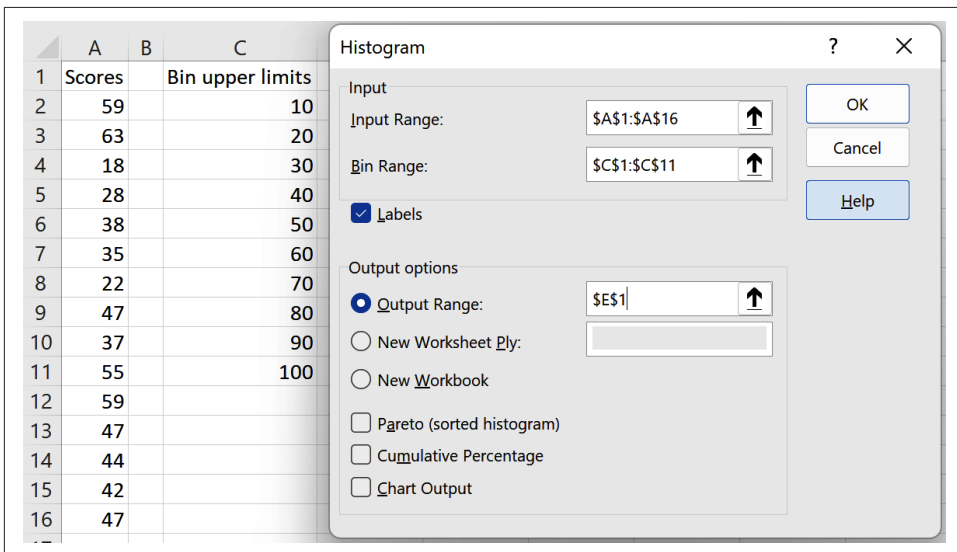 A B C
1 Scores Bin upper limits
2 59 10
3 63 20
4 18 30
5 28 40
6 38 50
7 35 60
8 22 70
9 47 80
10 37 90
11 55 100
12 59
13 47
14 44
15 42
16 47
Histogram ?
Input
Input Range: $A$1:$A$16
Bin Range: $C$1:$C$11
Labels
OK
Cancel
Help
Output options
Output Range: $E$1
New Worksheet Ply:
New Workbook
Pareto (sorted histogram)
Cumulative Percentage
Chart Output